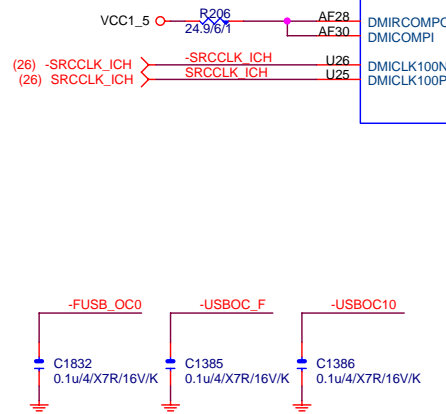 R206
VCC1_5
24.9/6/1
AF28 DMIRCOMPO
AF30 DMICOMPI
(26) -SRCCLK_ICH -SRCCLK_ICH U26 DMICLK100N
(26) SRCCLK_ICH SRCCLK_ICH U25 DMICLK100P
-FUSB_OC0 -USBOC_F -USBOC10
C1832 C1385 C1386
0.1u/4/X7R/16V/K 0.1u/4/X7R/16V/K 0.1u/4/X7R/16V/K